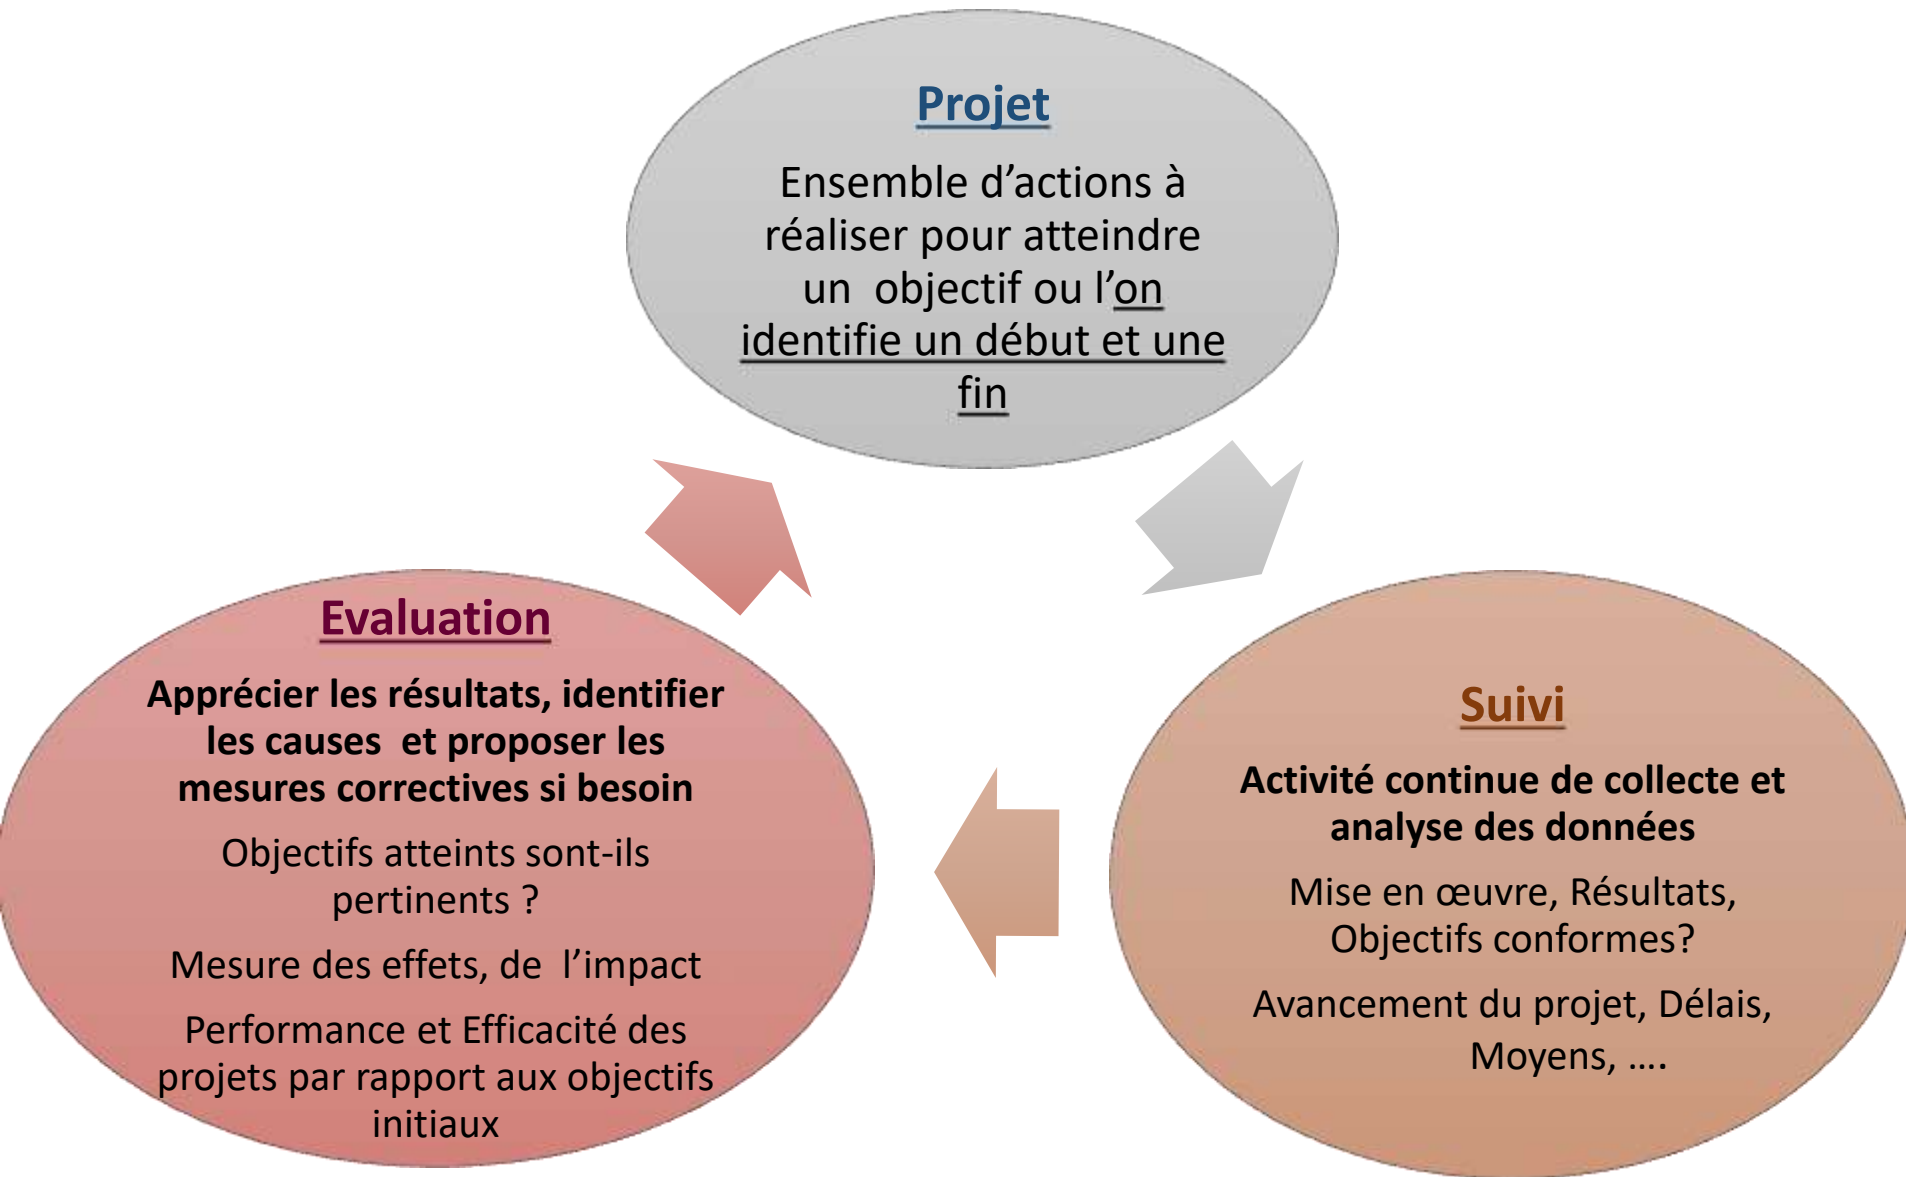 Projet
Ensemble d’actions à
réaliser pour atteindre
un  objectif ou l’on
identifie un début et une
fin
Evaluation
Apprécier les résultats, identifier
les causes  et proposer les
mesures correctives si besoin
Objectifs atteints sont-ils
pertinents ?
Mesure des effets, de  l’impact
Performance et Efficacité des
projets par rapport aux objectifs
initiaux
Suivi
Activité continue de collecte et
analyse des données
Mise en œuvre, Résultats,
Objectifs conformes?
Avancement du projet, Délais,
Moyens, ….